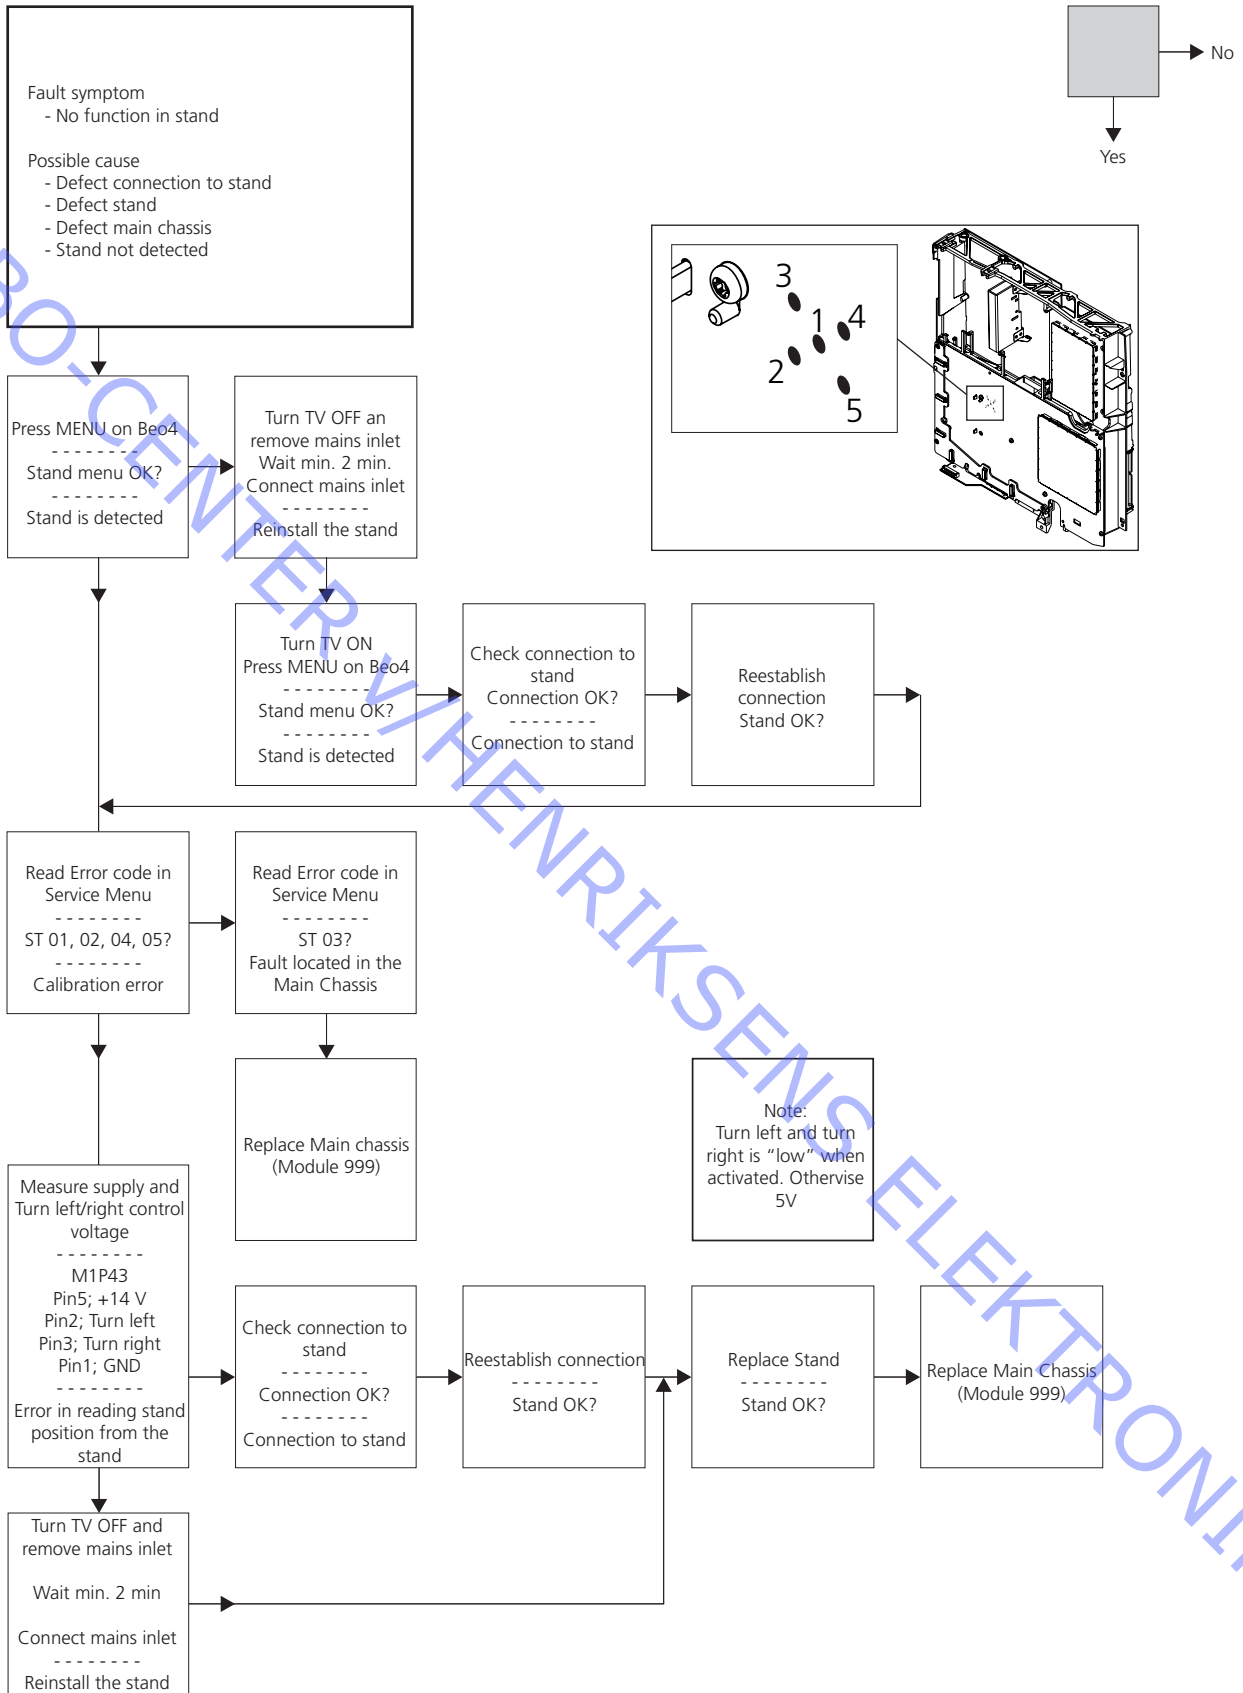 Fault symptom
- No function in stand
Possible cause
- Defect connection to stand
- Defect stand
- Defect main chassis
- Stand not detected
No
Yes
3
1
4
2
5
Press MENU on Beo4
- - - - - - - -
Stand menu OK?
- - - - - - - -
Stand is detected
Turn TV OFF an
remove mains inlet
Wait min. 2 min.
Connect mains inlet
- - - - - - - -
Reinstall the stand
Turn TV ON
Press MENU on Beo4
- - - - - - - -
Stand menu OK?
- - - - - - - -
Stand is detected
Check connection to
stand
Connection OK?
- - - - - - - -
Connection to stand
Reestablish
connection
Stand OK?
Read Error code in
Service Menu
- - - - - - - -
ST 01, 02, 04, 05?
- - - - - - - -
Calibration error
Read Error code in
Service Menu
- - - - - - - -
ST 03?
Fault located in the
Main Chassis
Replace Main chassis
(Module 999)
Note:
Turn left and turn
right is “low” when
activated. Othervise
5V
Measure supply and
Turn left/right control
voltage
- - - - - - - -
M1P43
Pin5; +14 V
Pin2; Turn left
Pin3; Turn right
Pin1; GND
- - - - - - - -
Error in reading stand
position from the
stand
Check connection to
stand
- - - - - - - -
Connection OK?
- - - - - - - -
Connection to stand
Reestablish connection
- - - - - - - -
Stand OK?
Replace Stand
- - - - - - - -
Stand OK?
Replace Main Chassis
(Module 999)
Turn TV OFF and
remove mains inlet
Wait min. 2 min
Connect mains inlet
- - - - - - - -
Reinstall the stand
BO-CENTER v/HENRIKSENS ELEKTRONI